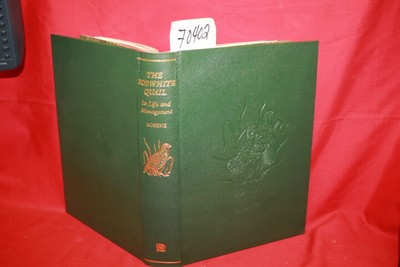 70402
THE
BOBWHITE
QUAIL
Its Life and
Management
ROSENE